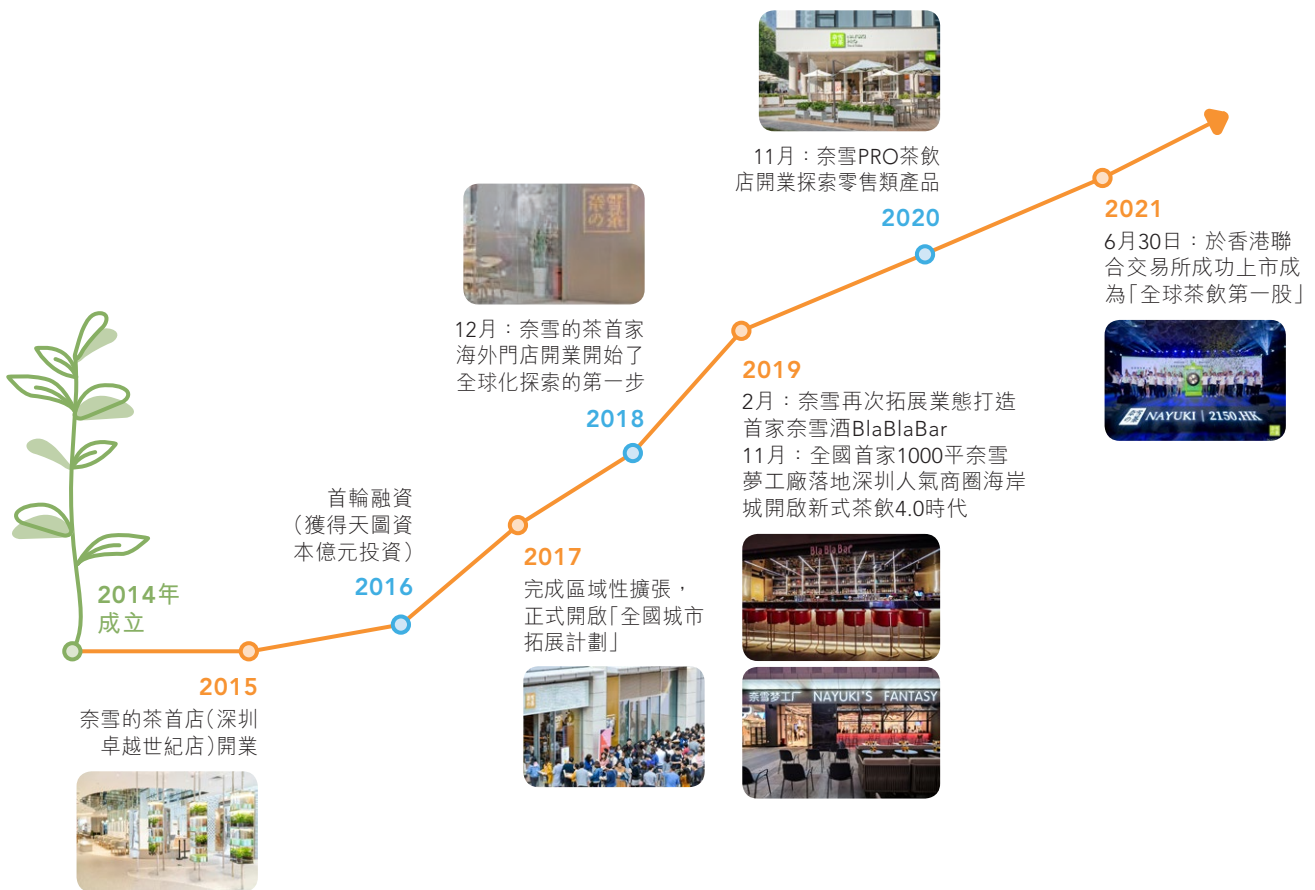 2014年
成立
2015
奈雪的茶首店(深圳
卓越世紀店)開業
首輪融資
(獲得天圖資
本億元投資)
2016
2017
完成區域性擴張，
正式開啟「全國城市
拓展計劃」
12月：奈雪的茶首家
海外門店開業開始了
全球化探索的第一步
2018
2019
2月：奈雪再次拓展業態打造
首家奈雪酒BlaBlaBar
11月：全國首家1000平奈雪
夢工廠落地深圳人氣商圈海岸
城開啟新式茶飲4.0時代
Bla Bla Bar
奈雪梦工厂 NAYUKI'S FANTASY
11月：奈雪PRO茶飲
店開業探索零售類產品
2020
2021
6月30日：於香港聯
合交易所成功上市成
為「全球茶飲第一股」
NAYUKI | 2150.HK